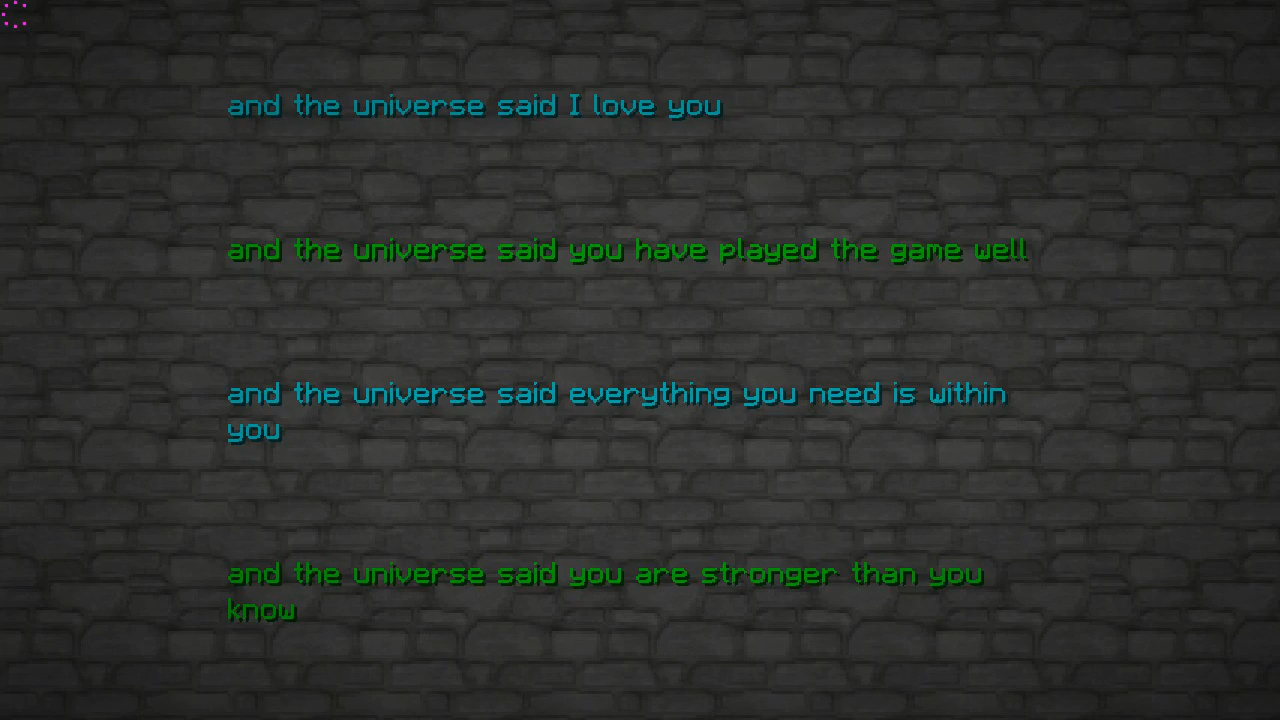 and the universe said I love you
and the universe said you have played the game well
and the universe said everything you need is within
you
and the universe said you are stronger than you
know